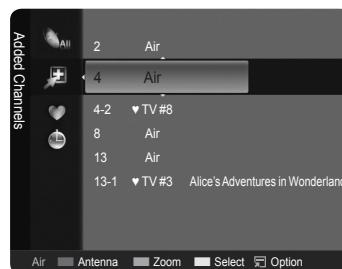 Added Channels
All
2 Air
4 Air
4-2 ♥ TV #8
8 Air
13 Air
13-1 ♥ TV #3 Alice's Adventures in Wonderland
Air Antenna Zoom Select Option